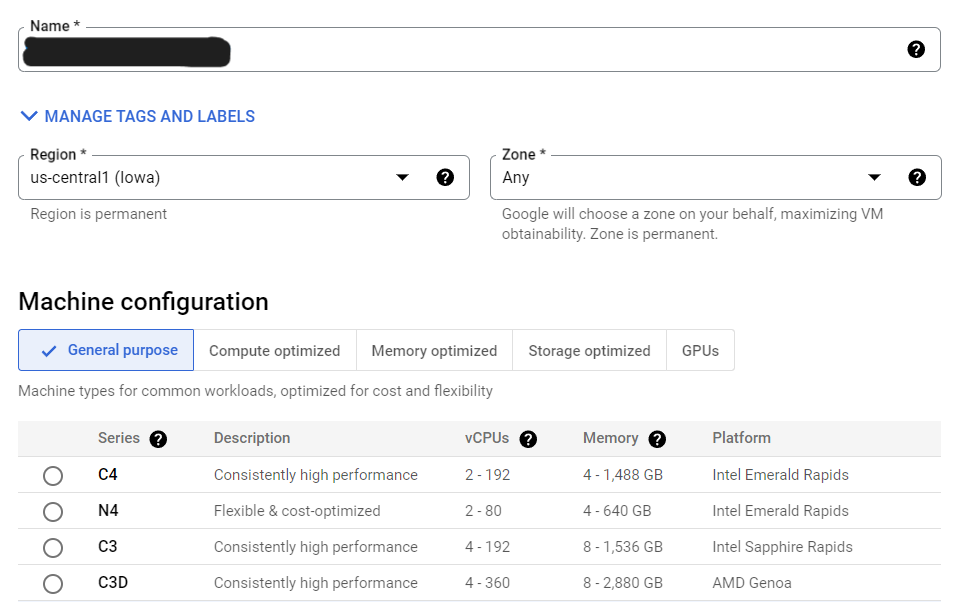 Name *
MANAGE TAGS AND LABELS
Region * Zone *
us-central1 (Iowa) Any
Region is permanent Google will choose a zone on your behalf, maximizing VM
obtainability. Zone is permanent.
Machine configuration
General purpose Compute optimized Memory optimized Storage optimized GPUs
Machine types for common workloads, optimized for cost and flexibility
Series Description vCPUs Memory Platform
C4 Consistently high performance 2 - 192 4 - 1,488 GB Intel Emerald Rapids
N4 Flexible & cost-optimized 2 - 80 4 - 640 GB Intel Emerald Rapids
C3 Consistently high performance 4 - 192 8 - 1,536 GB Intel Sapphire Rapids
C3D Consistently high performance 4 - 360 8 - 2,880 GB AMD Genoa